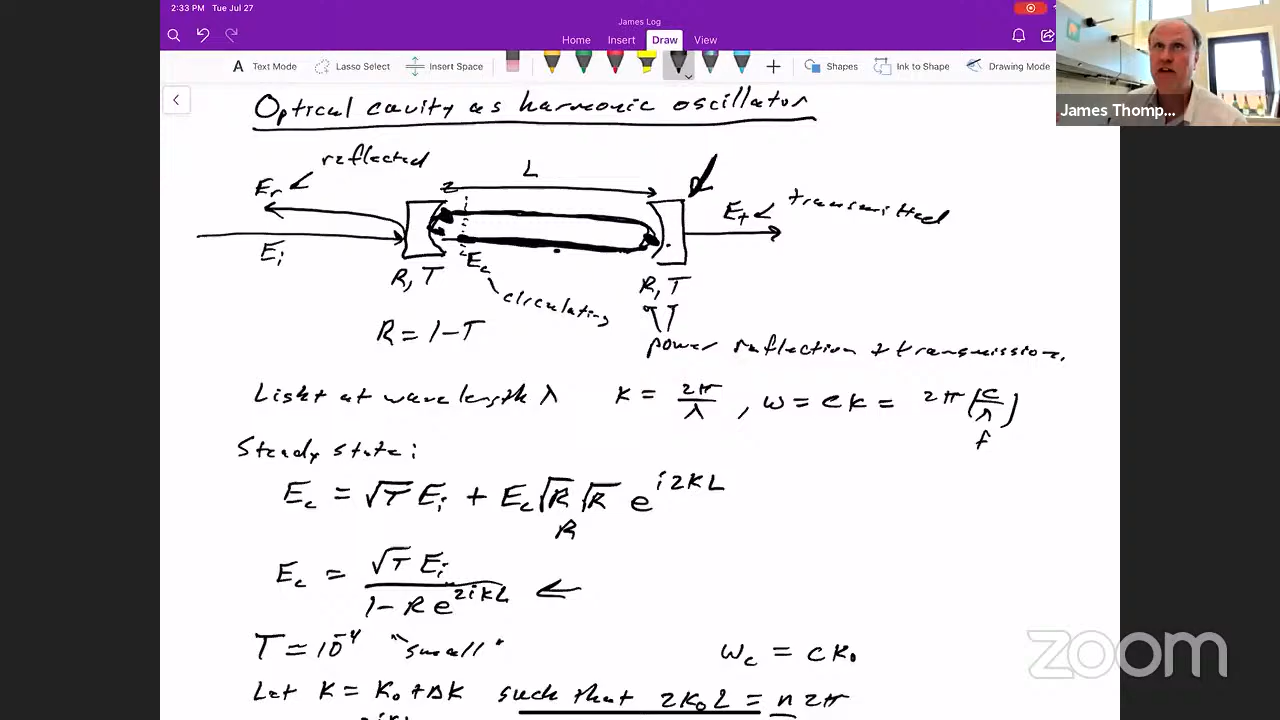 2:33 PM Tue Jul 27
James Log
Home Insert Draw View
Text Mode Lasso Select Insert Space Shapes Ink to Shape Drawing Mode
James Thomp...
Optical cavity as harmonic oscillator
reflected
Er
z
L
Et
transmitted
Ei
Ec
R, T
R, T
circulating
R = 1-T
power reflection + transmission.
Light at wavelength λ k = 2π/λ , ω = ck = 2π (c/λ)
f
Steady state:
Ec = √T Ei + Ec √R √R e^{i2kL}
R
Ec = √T Ei / 1 - R e^{2ikL}
T = 10^-4 "small" ωc = ck₀
Let k = k₀ + Δk such that 2k₀L = n 2π
zoom